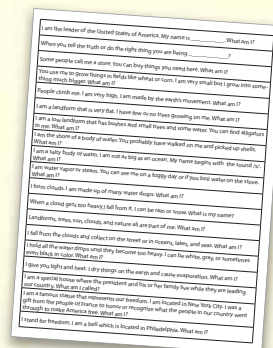 I am the leader of the United States of America. My name is ____________. What am I?
When you tell the truth or do the right thing you are being ____________?
Some people call me a store. You can buy things you need here. What am I?
You use me to grow things in fields like wheat or corn. I am very small but I grow into some-
thing much bigger. What am I?
People climb me. I am very high. I am made by the earth's movement. What am I?
I am a landform that is very flat. I have few or no trees growing on me. What am I?
I am a low landform that has bushes and small trees and some water. You can find alligators
in me. What am I?
I am the shore of a body of water. You probably have walked on me and picked up shells.
What am I?
I am a salty body of water. I am not as big as an ocean. My name begins with the sound /s/.
What am I?
I am water vapor or steam. You can see me on a foggy day or if you boil water on the stove.
What am I?
I form clouds. I am made up of many water drops. What am I?
When a cloud gets too heavy I fall from it. I can be rain or snow. What is my name?
Landforms, trees, sun, clouds, and nature all are part of me. What am I?
I fall from the clouds and collect on the street or in oceans, lakes, and seas. What am I?
I hold all the water drops until they become too heavy. I can be white, gray, or sometimes
even black in color. What am I?
I give you light and heat. I dry things on the earth and cause evaporation. What am I?
I am a special house where the president and his or her family live while they are leading
our country. What am I called?
I am a famous statue that represents our freedom. I am located in New York City. I was a
gift from the people of France to honor or recognize what the people in our country went
through to make America free. What am I?
I stand for freedom. I am a bell which is located in Philadelphia. What am I?